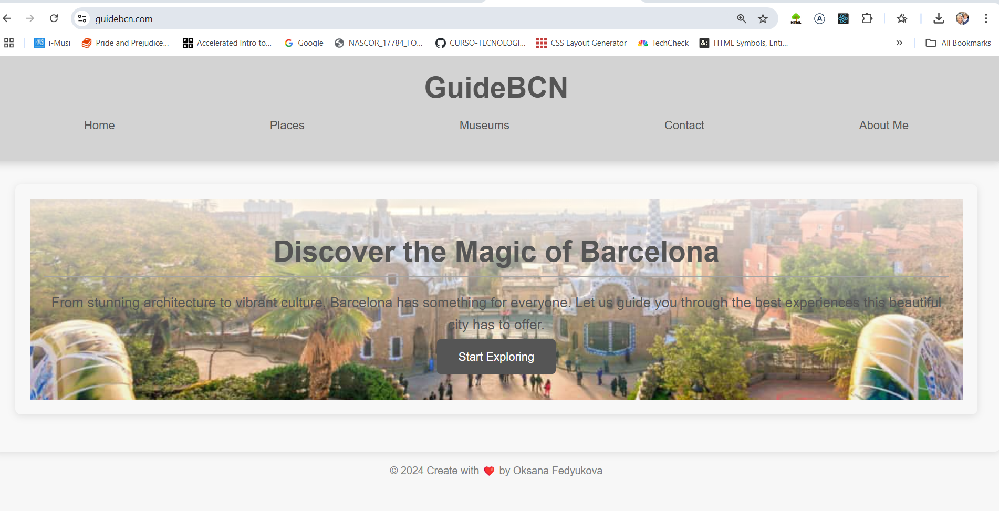 guidebcn.com
HTML
i-Musi Pride and Prejudice... CODE Accelerated Intro to... Google NASCOR_17784_FO... CURSO-TECNOLOGI... CSS Layout Generator TechCheck &; HTML Symbols, Enti... » All Bookmarks
GuideBCN
Home Places Museums Contact About Me
Discover the Magic of Barcelona
From stunning architecture to vibrant culture, Barcelona has something for everyone. Let us guide you through the best experiences this beautiful
city has to offer.
Start Exploring
© 2024 Create with ❤️ by Oksana Fedyukova